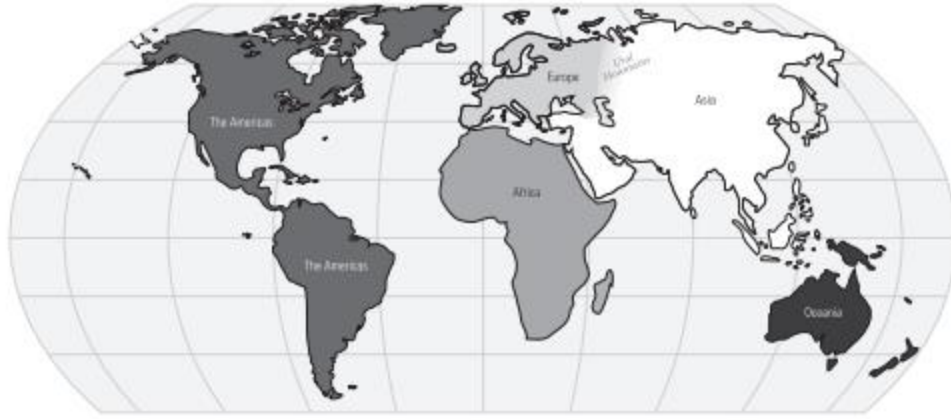 Ural
Mountains
Europe
Asia
The Americas
Africa
The Americas
Oceania